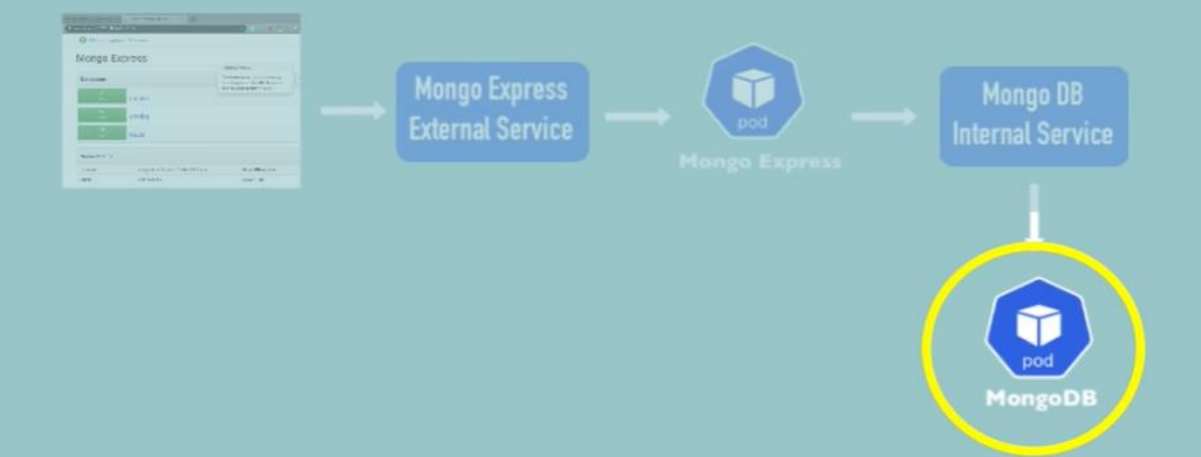 Mongo Express
Mongo Express
External Service
pod
Mongo Express
Mongo DB
Internal Service
pod
MongoDB